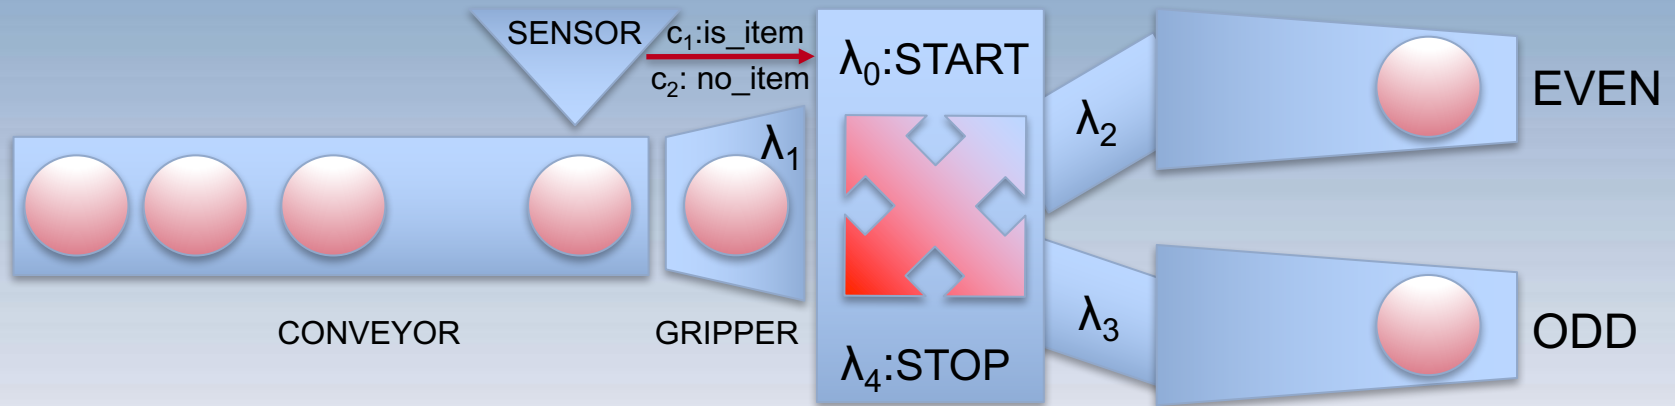 SENSOR
c₁:is_item
c₂: no_item
λ₀:START
λ₁
λ₂
EVEN
CONVEYOR
GRIPPER
λ₃
ODD
λ₄:STOP